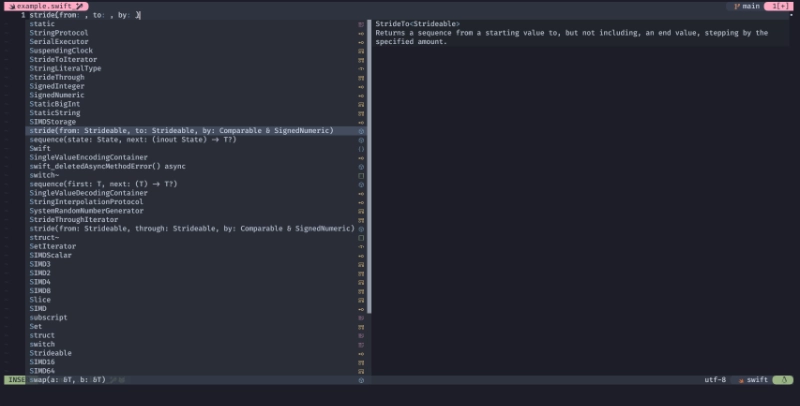 example.swift
main
1[+]
1 stride(from: , to: , by: )
static
StringProtocol
SerialExecutor
SuspendingClock
StrideToIterator
StringLiteralType
StrideThrough
SignedInteger
SignedNumeric
StaticBigInt
StaticString
SIMDStorage
stride(from: Strideable, to: Strideable, by: Comparable & SignedNumeric)
sequence(state: State, next: (inout State) -> T?)
Swift
SingleValueEncodingContainer
swift_deletedAsyncMethodError() async
switch~
sequence(first: T, next: (T) -> T?)
SingleValueDecodingContainer
StringInterpolationProtocol
SystemRandomNumberGenerator
StrideThroughIterator
stride(from: Strideable, through: Strideable, by: Comparable & SignedNumeric)
struct~
SetIterator
SIMDScalar
SIMD3
SIMD2
SIMD4
SIMD8
Slice
SIMD
subscript
Set
struct
switch
Strideable
SIMD16
SIMD64
swap(a: &T, b: &T)
StrideTo<Strideable>
Returns a sequence from a starting value to, but not including, an end value, stepping by the
specified amount.
INSE
utf-8
swift